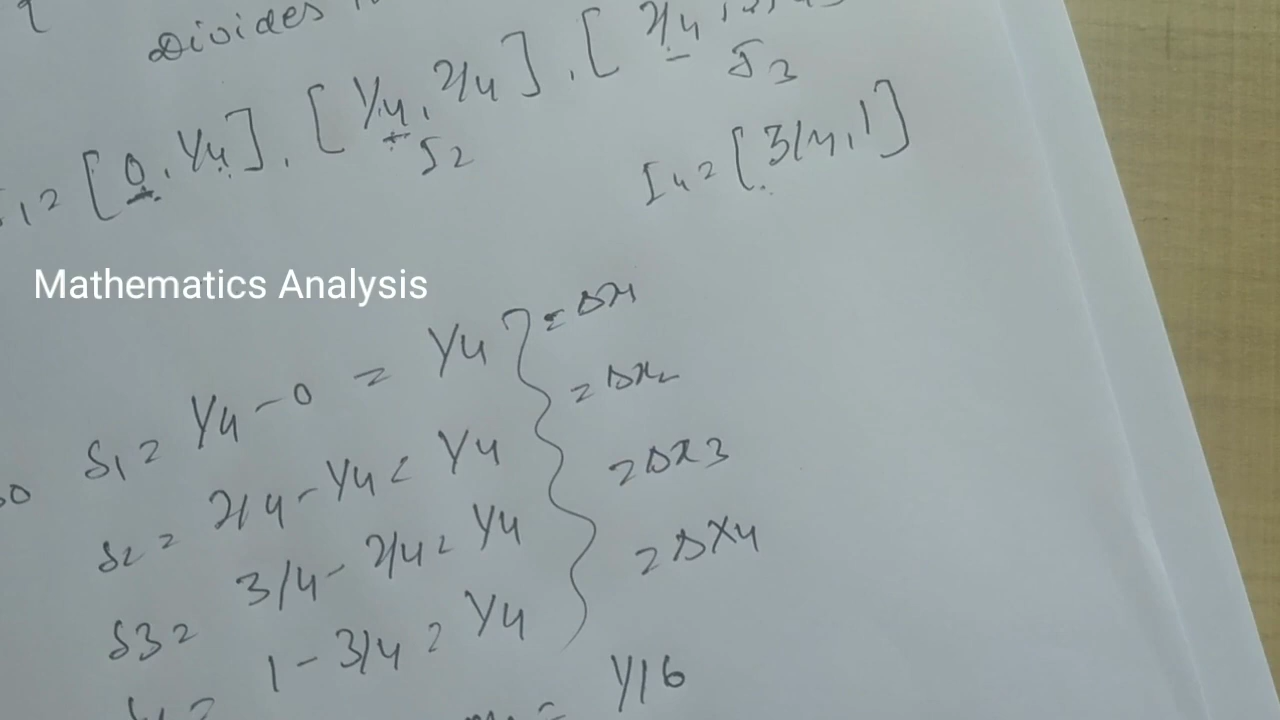 Divides
I1 = [0, 1/4], [1/4, 2/4], [2/4,
I2 I3
I4 = [3/4, 1]
Mathematics Analysis
δ1 = 1/4 - 0 = 1/4 = Δx1
δ2 = 2/4 - 1/4 = 1/4 = Δx2
δ3 = 3/4 - 2/4 = 1/4 = Δx3
1 - 3/4 = 1/4 = Δx4
1/16